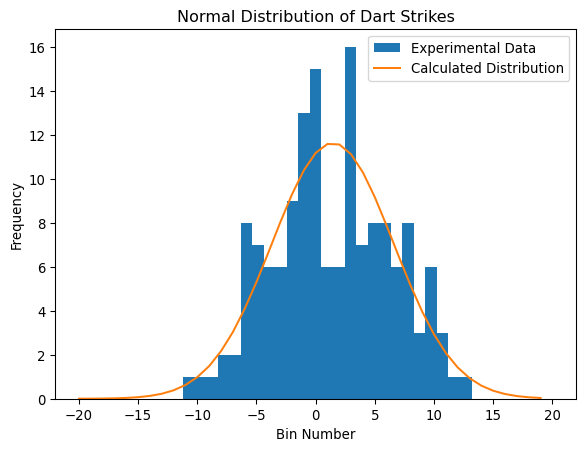 Normal Distribution of Dart Strikes
Experimental Data
Calculated Distribution
Frequency
16
14
12
10
8
6
4
2
0
−20 −15 −10 −5 0 5 10 15 20
Bin Number